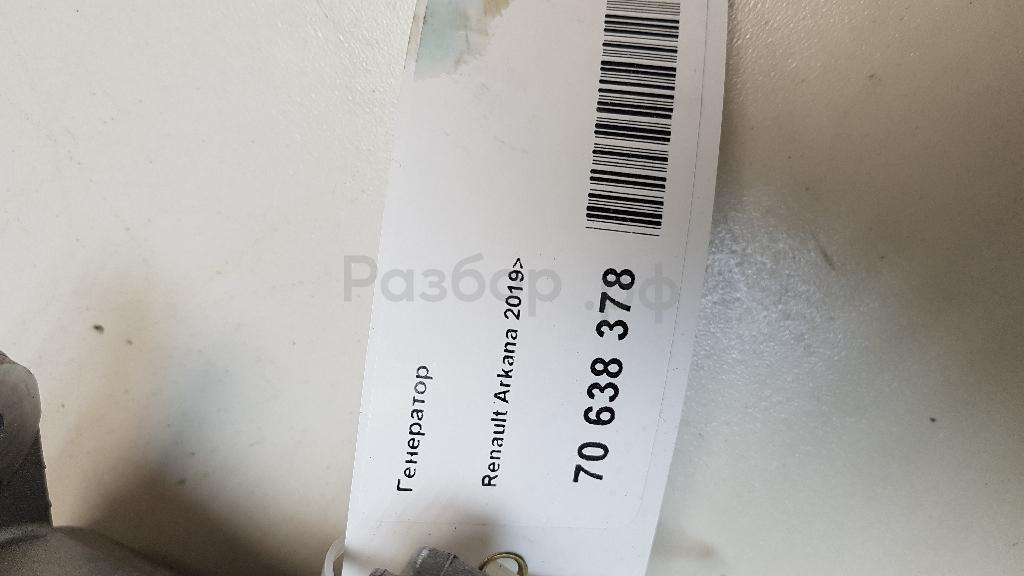 Генератор
Renault Arkana 2019>
70 638 378
Разбор.рф